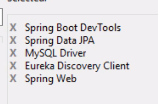 X Spring Boot DevTools
X Spring Data JPA
X MySQL Driver
X Eureka Discovery Client
X Spring Web